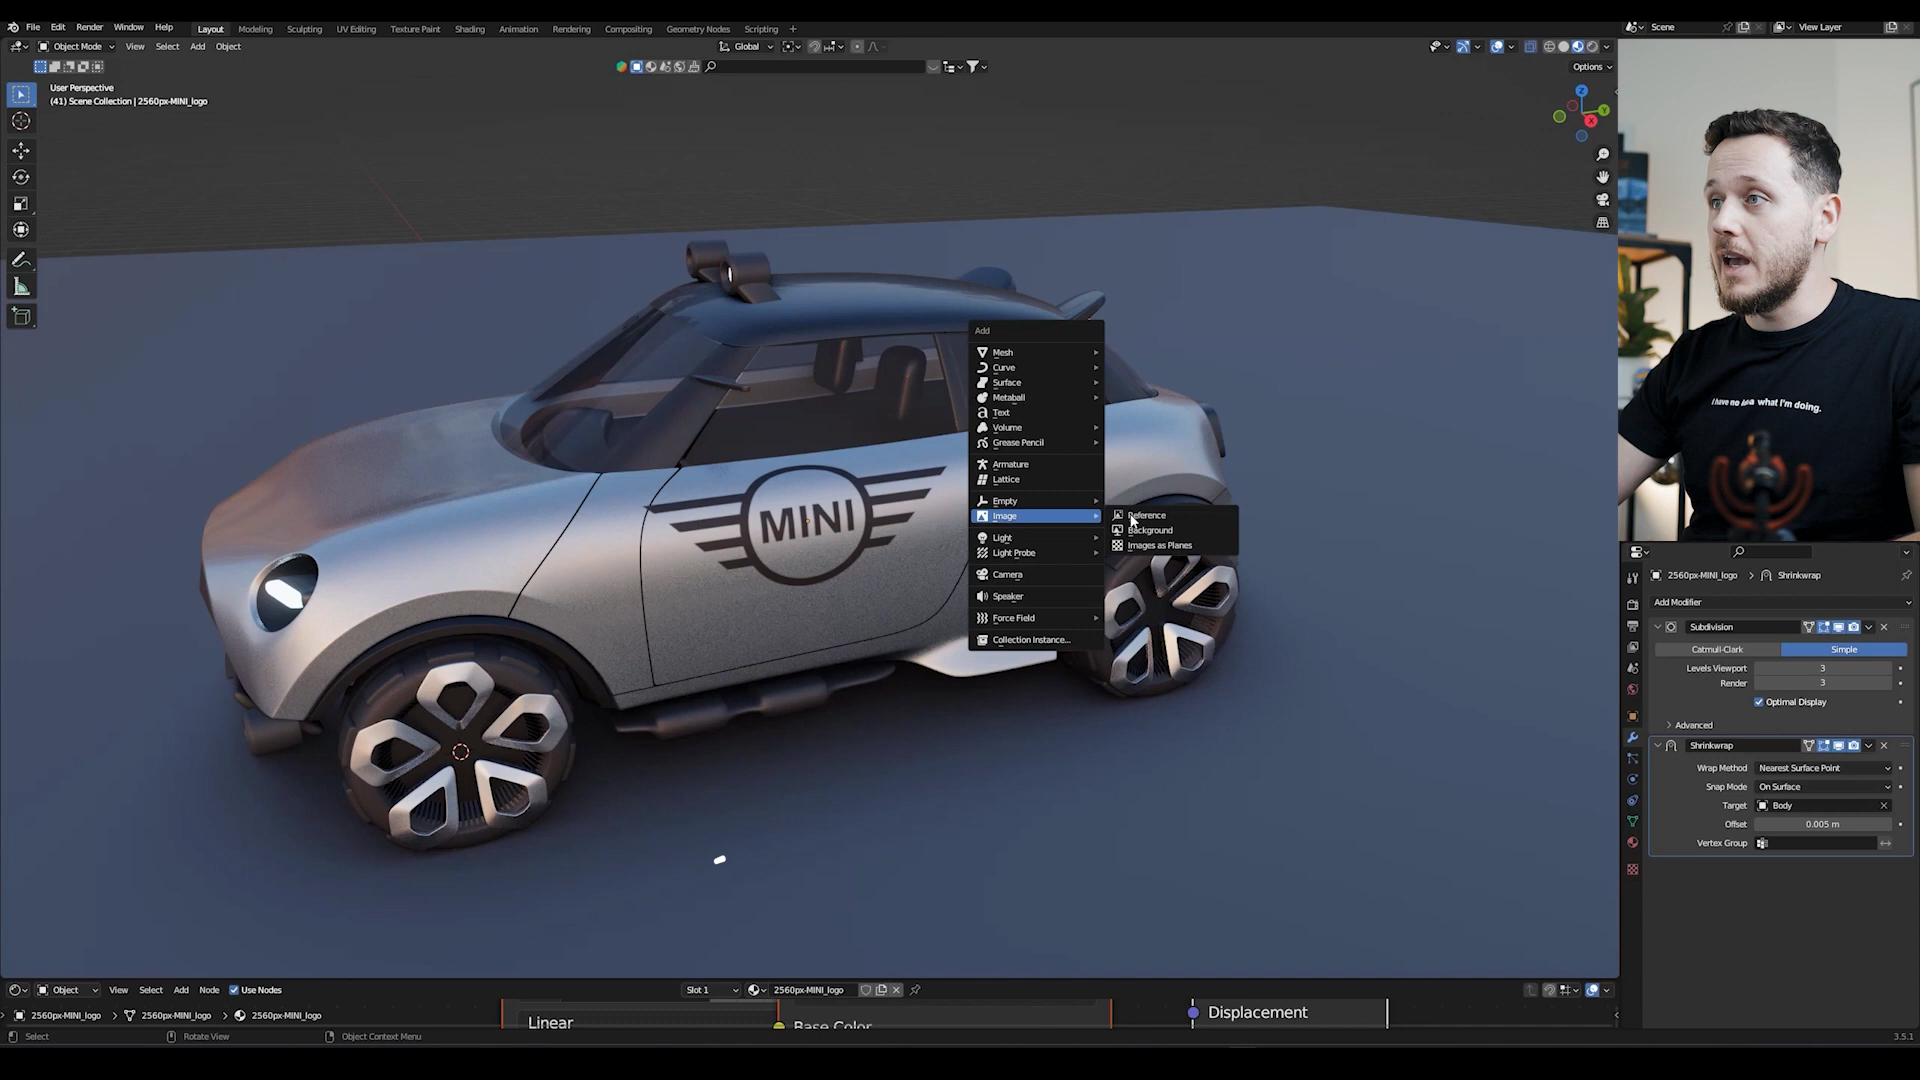 File Edit Render Window Help Layout Modeling Sculpting UV Editing Texture Paint Shading Animation Rendering Compositing Geometry Nodes Scripting + Scene View Layer
Object Mode View Select Add Object Global
Options
User Perspective
(41) Scene Collection | 2560px-MINI_logo
Z
Y
X
Add
Mesh
Curve
Surface
Metaball
Text
Volume
Grease Pencil
Armature
Lattice
Empty
Image
Light
Light Probe
Camera
Speaker
Force Field
Collection Instance...
Reference
Background
Images as Planes
MINI
I have no idea what I'm doing.
2560px-MINI_logo > Shrinkwrap
Add Modifier
Subdivision
Catmull-Clark Simple
Levels Viewport 3
Render 3
Optimal Display
Advanced
Shrinkwrap
Wrap Method Nearest Surface Point
Snap Mode On Surface
Target Body
Offset 0.005 m
Vertex Group
Object View Select Add Node Use Nodes Slot 1 2560px-MINI_logo
2560px-MINI_logo > 2560px-MINI_logo > 2560px-MINI_logo
Linear
Base Color
Displacement
Select Rotate View Object Context Menu 3.5.1